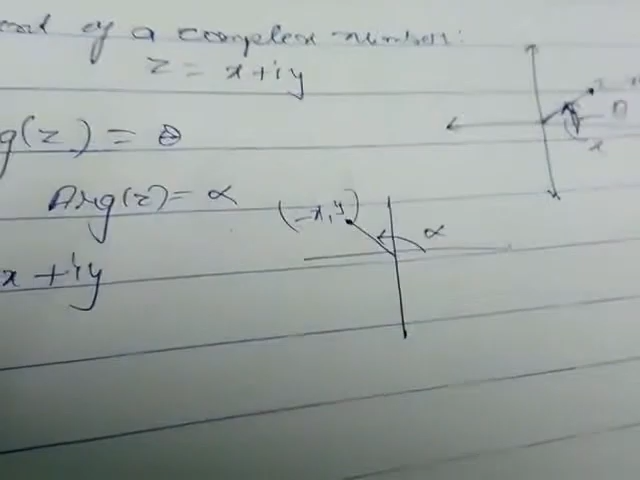 of a complex number:
z = x+iy
g(z) = θ
x
Arg(z) = α
(-x, y)
α
x + iy